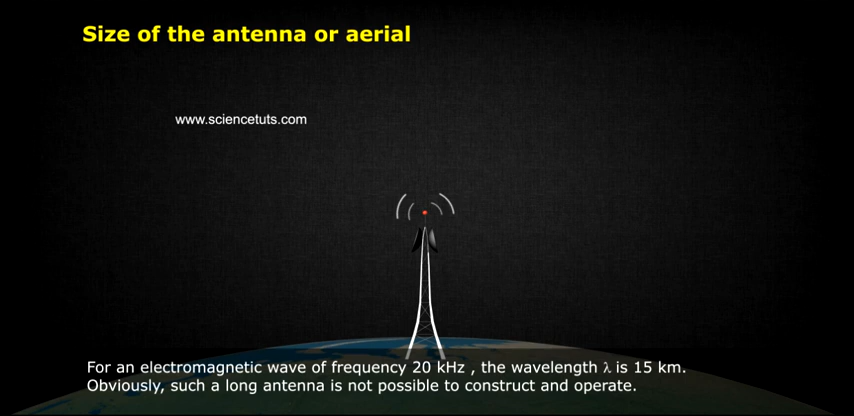 Size of the antenna or aerial
www.sciencetuts.com
For an electromagnetic wave of frequency 20 kHz , the wavelength λ is 15 km.
Obviously, such a long antenna is not possible to construct and operate.